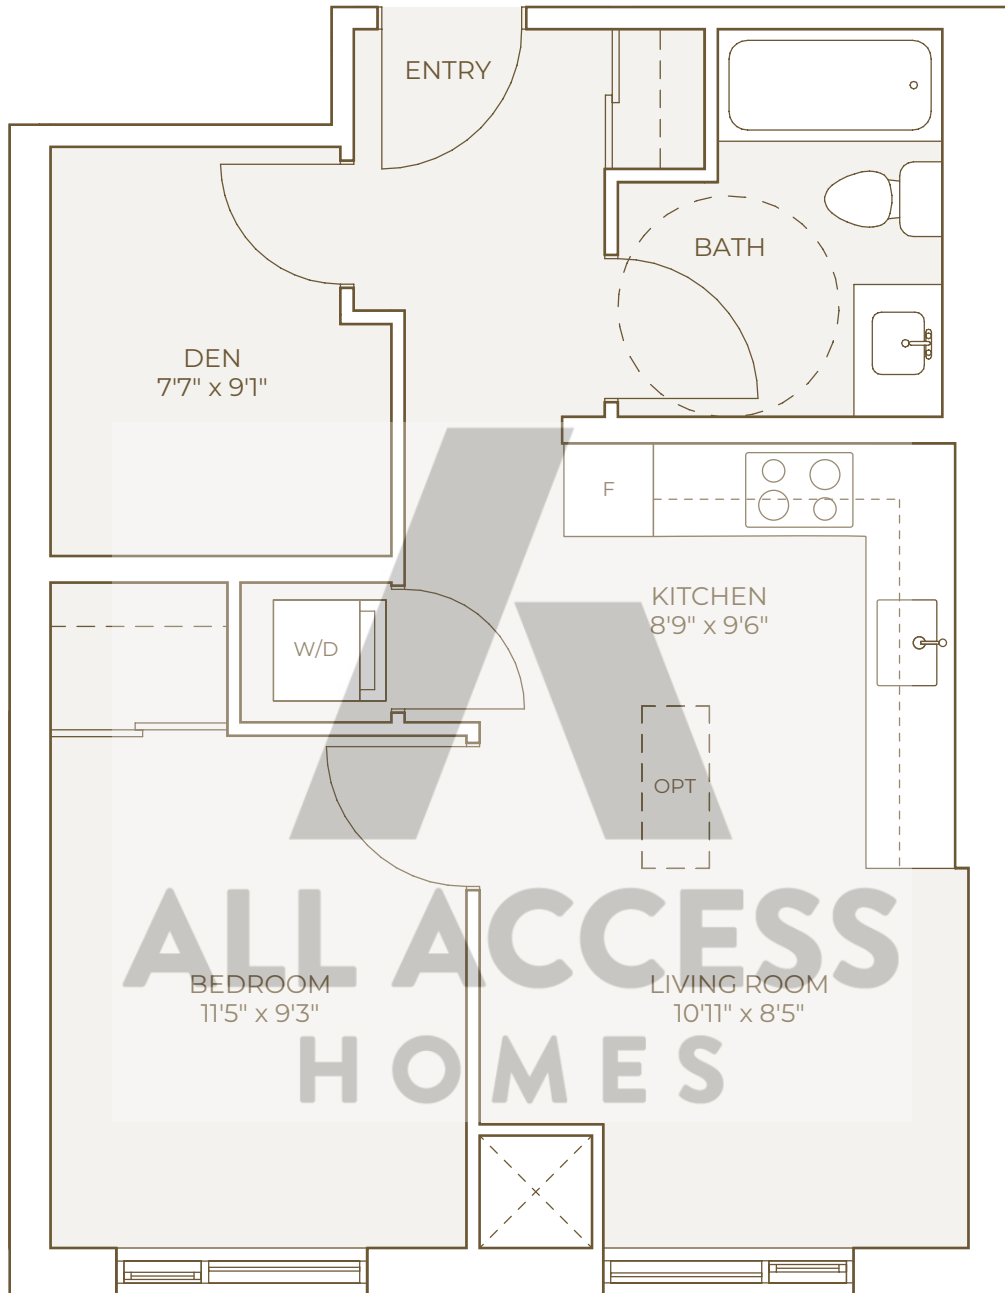 ENTRY
BATH
DEN
7'7" x 9'1"
F
KITCHEN
8'9" x 9'6"
W/D
OPT
ALL ACCESS
HOMES
BEDROOM
11'5" x 9'3"
LIVING ROOM
10'11" x 8'5"